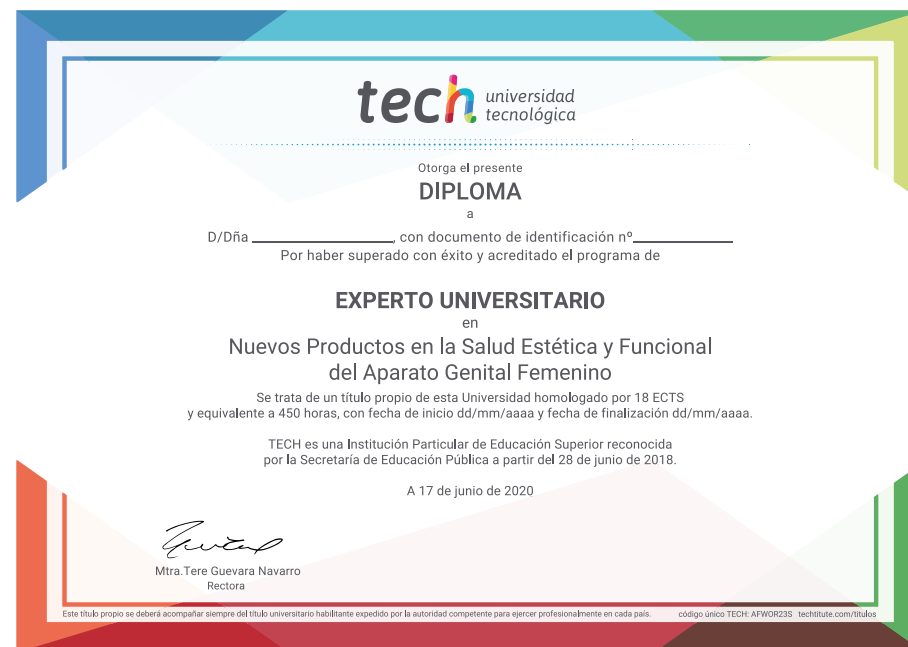 tech universidad
tecnológica
Otorga el presente
DIPLOMA
a
D/Dña ____________, con documento de identificación nº____________
Por haber superado con éxito y acreditado el programa de
EXPERTO UNIVERSITARIO
en
Nuevos Productos en la Salud Estética y Funcional
del Aparato Genital Femenino
Se trata de un título propio de esta Universidad homologado por 18 ECTS
y equivalente a 450 horas, con fecha de inicio dd/mm/aaaa y fecha de finalización dd/mm/aaaa.
TECH es una Institución Particular de Educación Superior reconocida
por la Secretaría de Educación Pública a partir del 28 de junio de 2018.
A 17 de junio de 2020
Mtra.Tere Guevara Navarro
Rectora
Este título propio se deberá acompañar siempre del título universitario habilitante expedido por la autoridad competente para ejercer profesionalmente en cada país. código único TECH: AFWOR23S techtitute.com/titulos